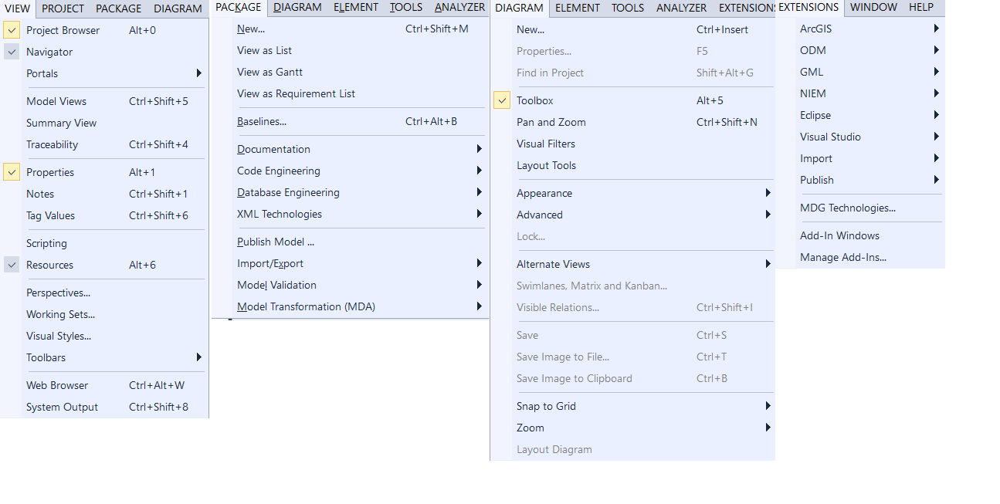 VIEW PROJECT PACKAGE DIAGRAM
Project Browser Alt+0
Navigator
Portals
Model Views Ctrl+Shift+5
Summary View
Traceability Ctrl+Shift+4
Properties Alt+1
Notes Ctrl+Shift+1
Tag Values Ctrl+Shift+6
Scripting
Resources Alt+6
Perspectives...
Working Sets...
Visual Styles...
Toolbars
Web Browser Ctrl+Alt+W
System Output Ctrl+Shift+8
PACKAGE DIAGRAM ELEMENT TOOLS ANALYZER
New... Ctrl+Shift+M
View as List
View as Gantt
View as Requirement List
Baselines... Ctrl+Alt+B
Documentation
Code Engineering
Database Engineering
XML Technologies
Publish Model ...
Import/Export
Model Validation
Model Transformation (MDA)
DIAGRAM ELEMENT TOOLS ANALYZER EXTENSIONS
New... Ctrl+Insert
Properties... F5
Find in Project Shift+Alt+G
Toolbox Alt+5
Pan and Zoom Ctrl+Shift+N
Visual Filters
Layout Tools
Appearance
Advanced
Lock...
Alternate Views
Swimlanes, Matrix and Kanban...
Visible Relations... Ctrl+Shift+I
Save Ctrl+S
Save Image to File... Ctrl+T
Save Image to Clipboard Ctrl+B
Snap to Grid
Zoom
Layout Diagram
EXTENSIONS WINDOW HELP
ArcGIS
ODM
GML
NIEM
Eclipse
Visual Studio
Import
Publish
MDG Technologies...
Add-In Windows
Manage Add-Ins...